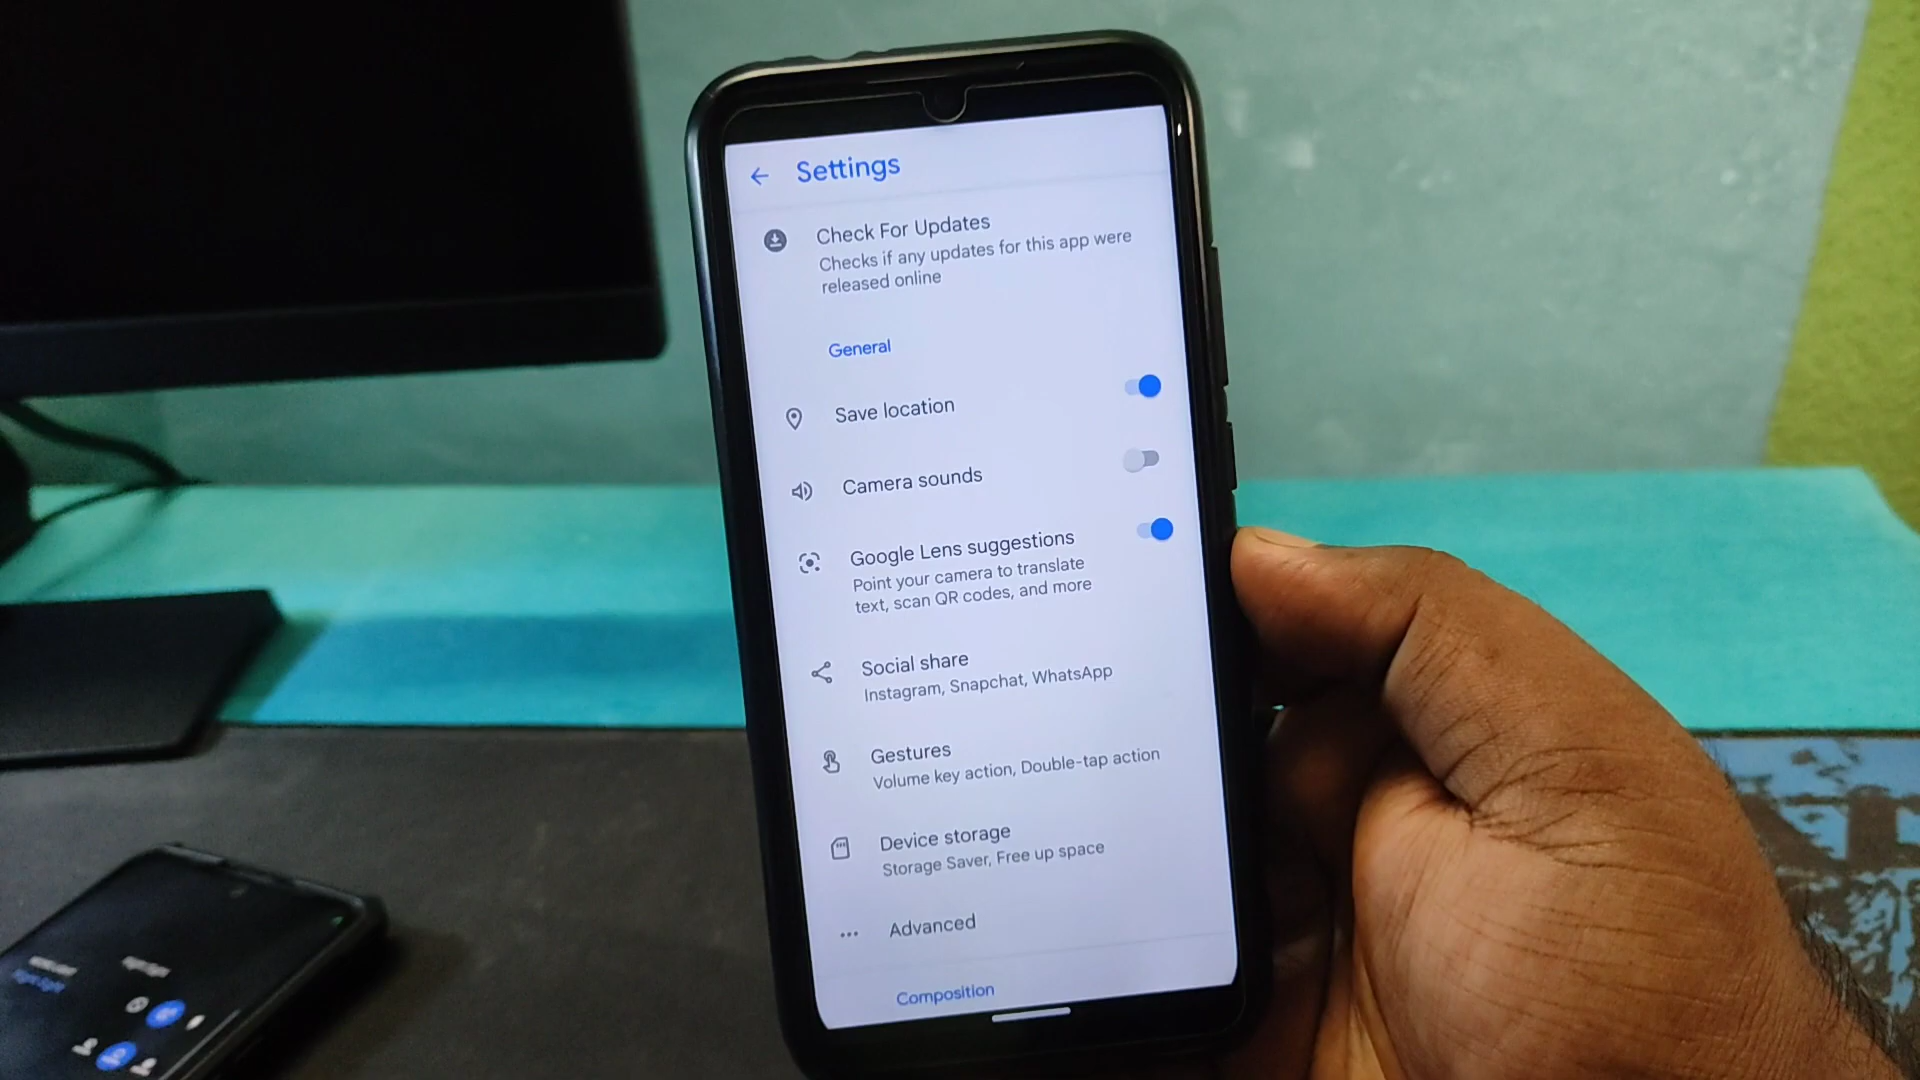 Settings
Check For Updates
Checks if any updates for this app were
released online
General
Save location
Camera sounds
Google Lens suggestions
Point your camera to translate
text, scan QR codes, and more
Social share
Instagram, Snapchat, WhatsApp
Gestures
Volume key action, Double-tap action
Device storage
Storage Saver, Free up space
Advanced
Composition